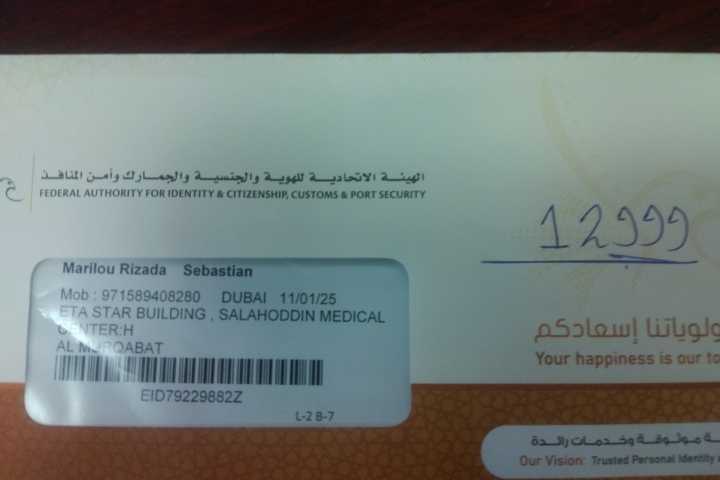 الهيئة الاتحادية للهوية والجنسية والجمارك وأمن المنافذ
FEDERAL AUTHORITY FOR IDENTITY & CITIZENSHIP, CUSTOMS & PORT SECURITY
12999
Marilou Rizada Sebastian
Mob : 971589408280 DUBAI 11/01/25
ETA STAR BUILDING , SALAHODDIN MEDICAL
CENTER:H
AL MURQABAT
EID79229882Z
L-2 B-7
إسعادكم
Your happiness is our
موثوقة وخدمات رائدة
Our Vision: Trusted Personal Identity